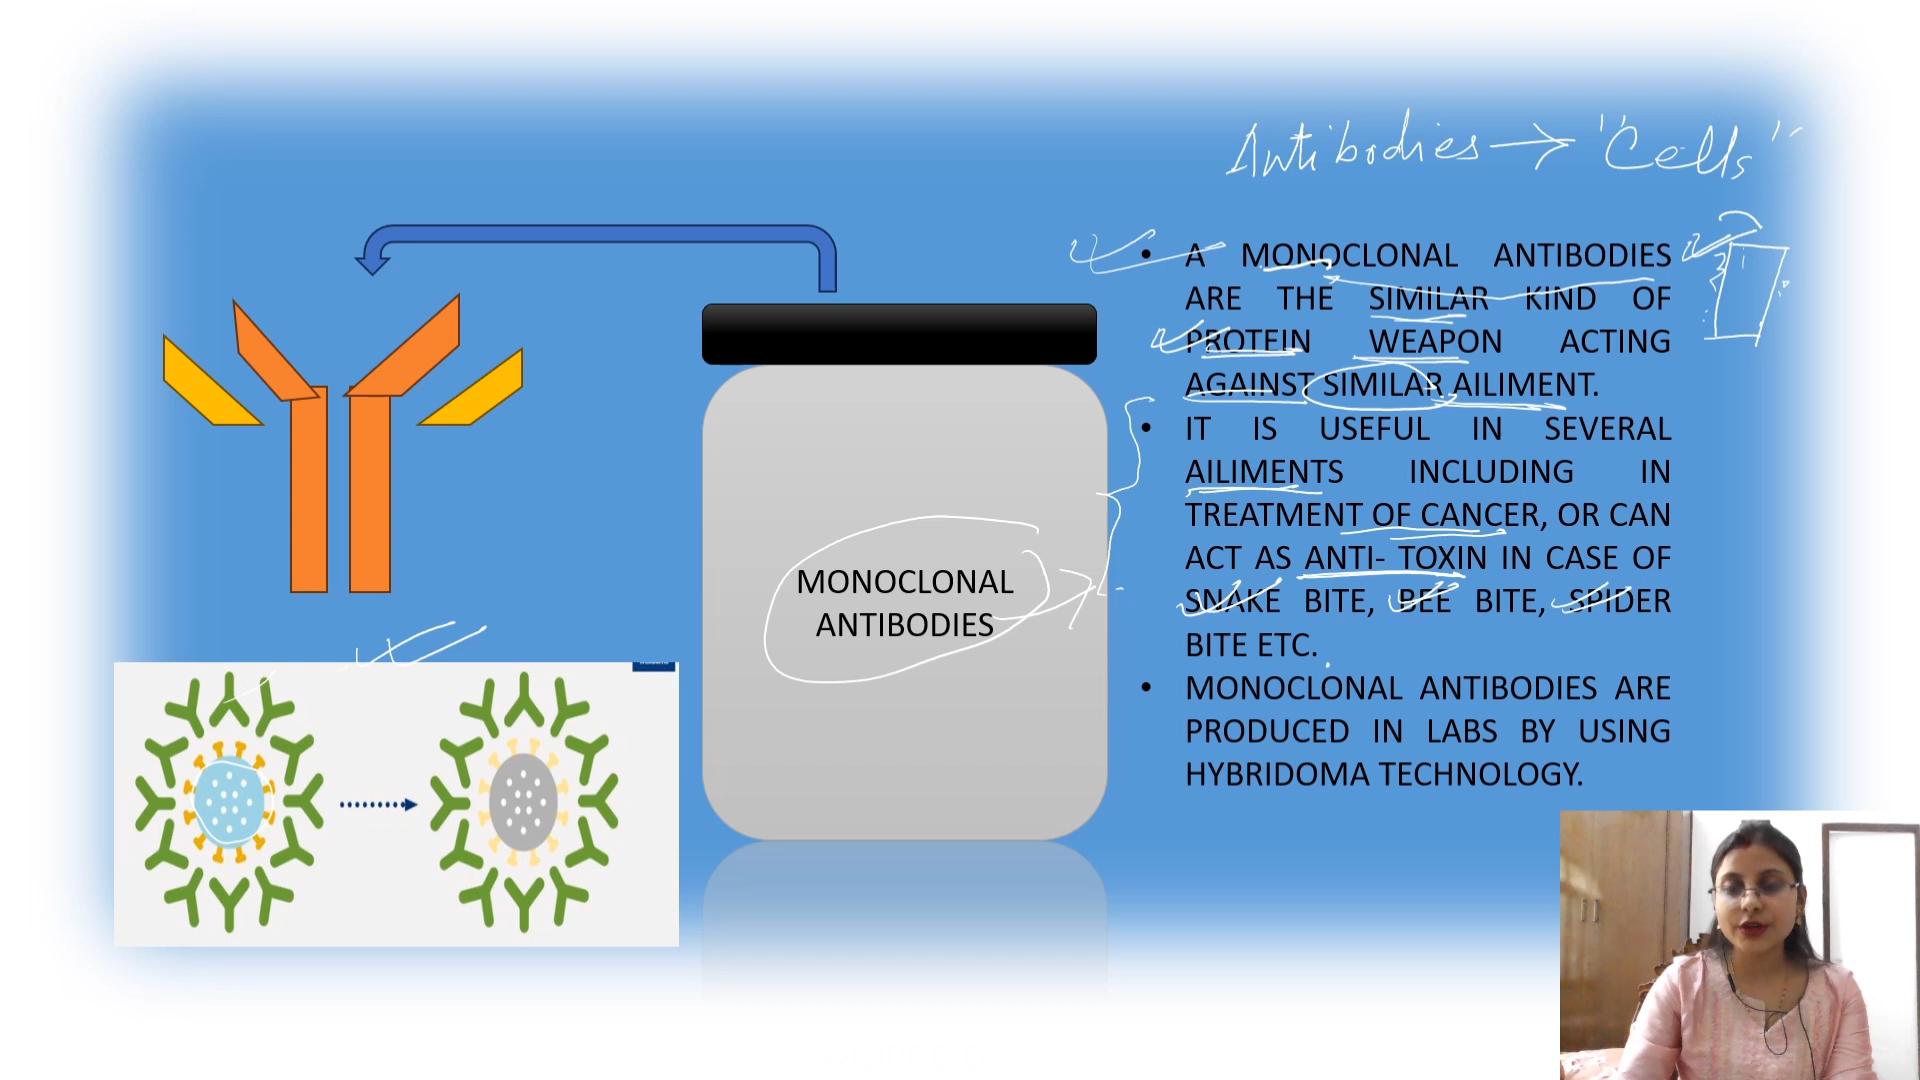 Antibodies → "Cells"
• A MONOCLONAL ANTIBODIES
ARE THE SIMILAR KIND OF
PROTEIN WEAPON ACTING
AGAINST SIMILAR AILIMENT.
• IT IS USEFUL IN SEVERAL
AILIMENTS INCLUDING IN
TREATMENT OF CANCER, OR CAN
ACT AS ANTI- TOXIN IN CASE OF
SNAKE BITE, BEE BITE, SPIDER
BITE ETC.
• MONOCLONAL ANTIBODIES ARE
PRODUCED IN LABS BY USING
HYBRIDOMA TECHNOLOGY.
MONOCLONAL
ANTIBODIES